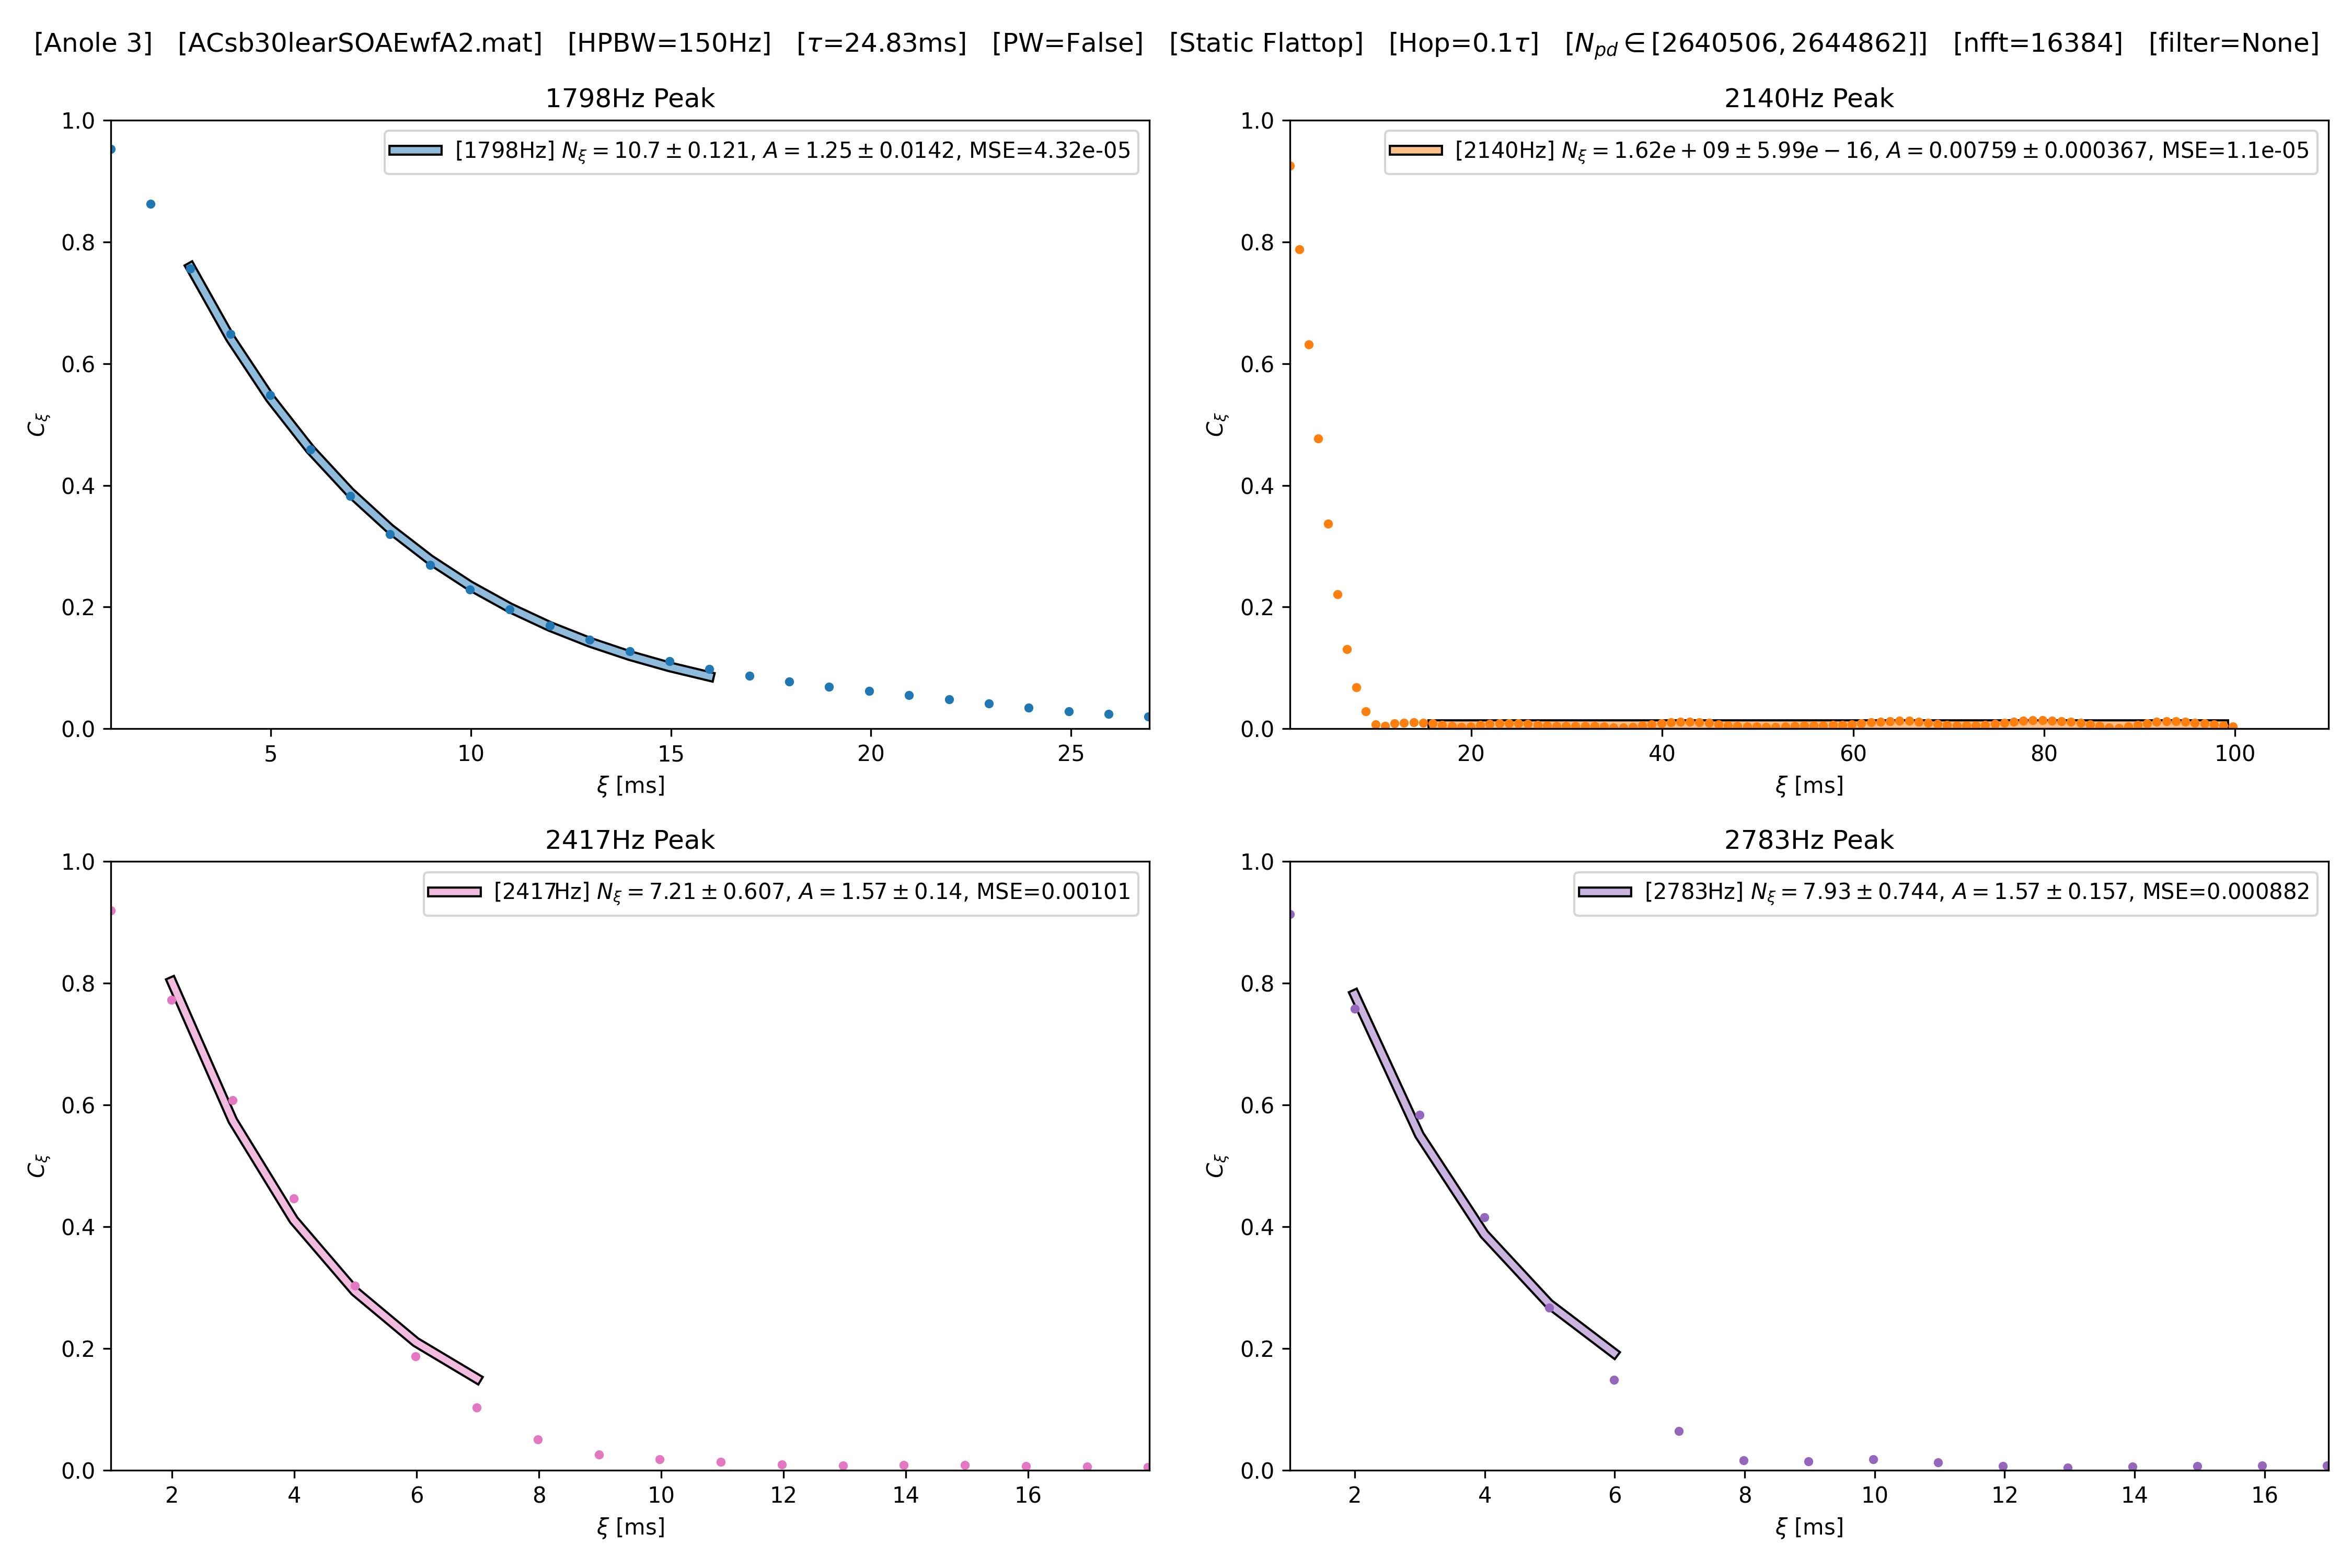 [Anole 3] [ACsb30learSOAEwfA2.mat] [HPBW=150Hz] [τ=24.83ms] [PW=False] [Static Flattop] [Hop=0.1τ] [N_pd ∈ [2640506, 2644862]] [nfft=16384] [filter=None]
1798Hz Peak
[1798Hz] N_ξ = 10.7 ± 0.121, A = 1.25 ± 0.0142, MSE=4.32e-05
1.0
0.8
0.6
0.4
0.2
0.0
C_ξ
5 10 15 20 25
ξ [ms]
2140Hz Peak
[2140Hz] N_ξ = 1.62e + 09 ± 5.99e − 16, A = 0.00759 ± 0.000367, MSE=1.1e-05
1.0
0.8
0.6
0.4
0.2
0.0
C_ξ
20 40 60 80 100
ξ [ms]
2417Hz Peak
[2417Hz] N_ξ = 7.21 ± 0.607, A = 1.57 ± 0.14, MSE=0.00101
1.0
0.8
0.6
0.4
0.2
0.0
C_ξ
2 4 6 8 10 12 14 16
ξ [ms]
2783Hz Peak
[2783Hz] N_ξ = 7.93 ± 0.744, A = 1.57 ± 0.157, MSE=0.000882
1.0
0.8
0.6
0.4
0.2
0.0
C_ξ
2 4 6 8 10 12 14 16
ξ [ms]